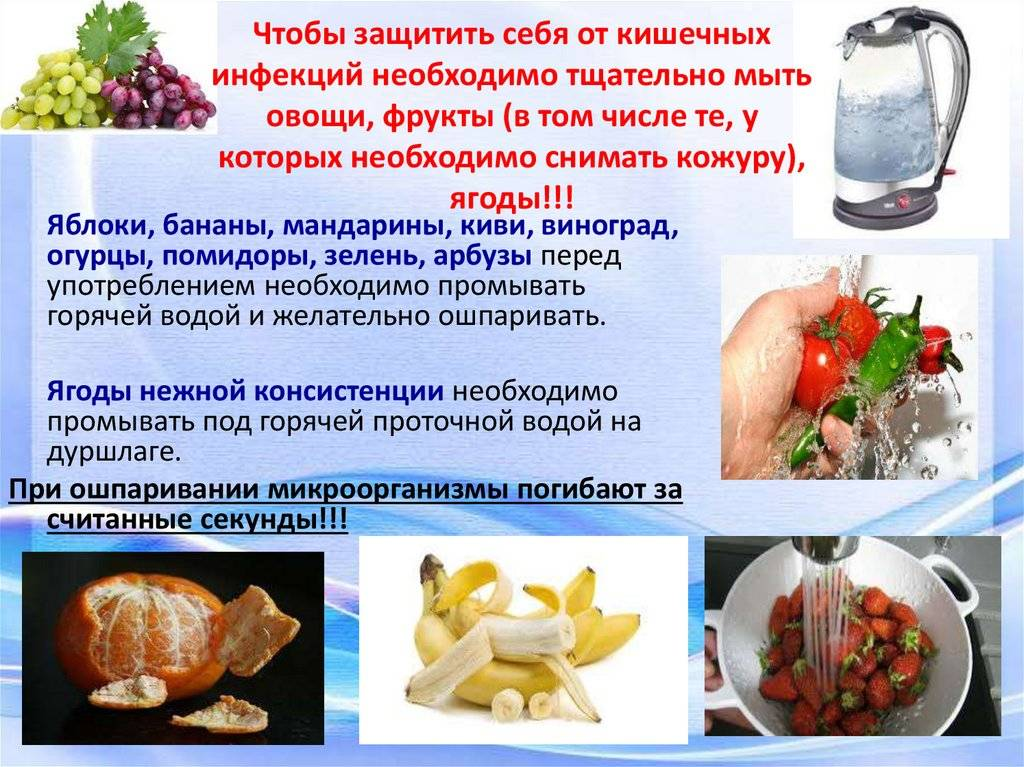 Чтобы защитить себя от кишечных
инфекций необходимо тщательно мыть
овощи, фрукты (в том числе те, у
которых необходимо снимать кожуру),
ягоды!!!
Яблоки, бананы, мандарины, киви, виноград,
огурцы, помидоры, зелень, арбузы перед
употреблением необходимо промывать
горячей водой и желательно ошпаривать.
Ягоды нежной консистенции необходимо
промывать под горячей проточной водой на
дуршлаге.
При ошпаривании микроорганизмы погибают за
считанные секунды!!!